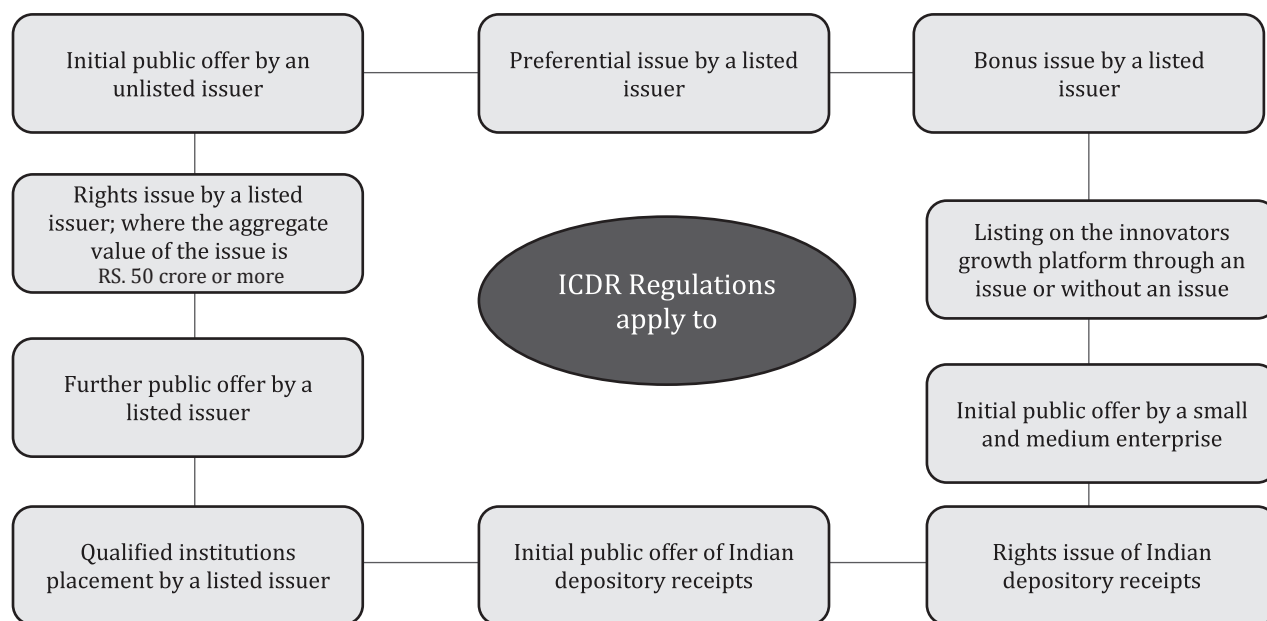 Initial public offer by an
unlisted issuer
Preferential issue by a listed
issuer
Bonus issue by a listed
issuer
Rights issue by a listed
issuer; where the aggregate
value of the issue is
RS. 50 crore or more
ICDR Regulations
apply to
Listing on the innovators
growth platform through an
issue or without an issue
Further public offer by a
listed issuer
Initial public offer by a small
and medium enterprise
Qualified institutions
placement by a listed issuer
Initial public offer of Indian
depository receipts
Rights issue of Indian
depository receipts